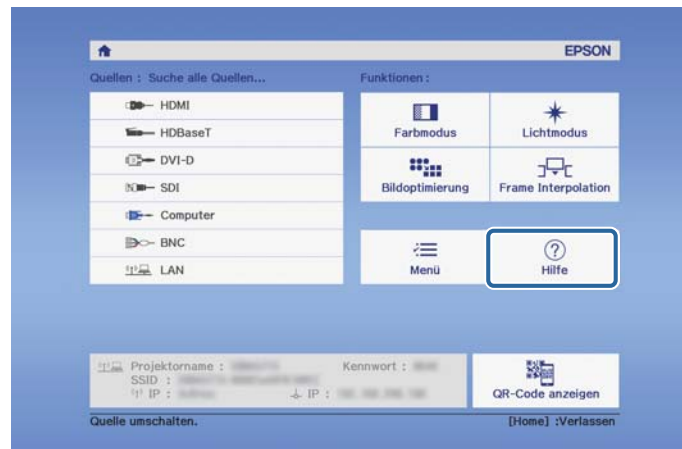 EPSON
Quellen : Suche alle Quellen...
Funktionen :
HDMI
HDBaseT
DVI-D
SDI
Computer
BNC
LAN
Farbmodus
Lichtmodus
Bildoptimierung
Frame Interpolation
Menü
Hilfe
Projektorname :
Kennwort :
SSID :
IP :
IP :
QR-Code anzeigen
Quelle umschalten.
[Home] :Verlassen